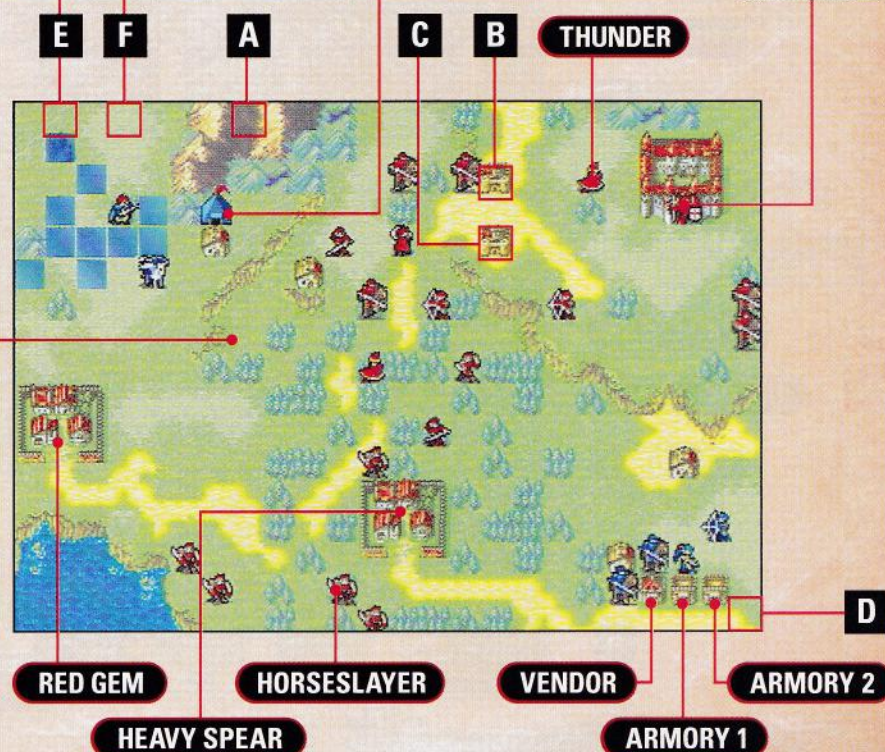 E F A C B THUNDER
D
RED GEM HORSESLAYER VENDOR ARMORY 2
HEAVY SPEAR ARMORY 1